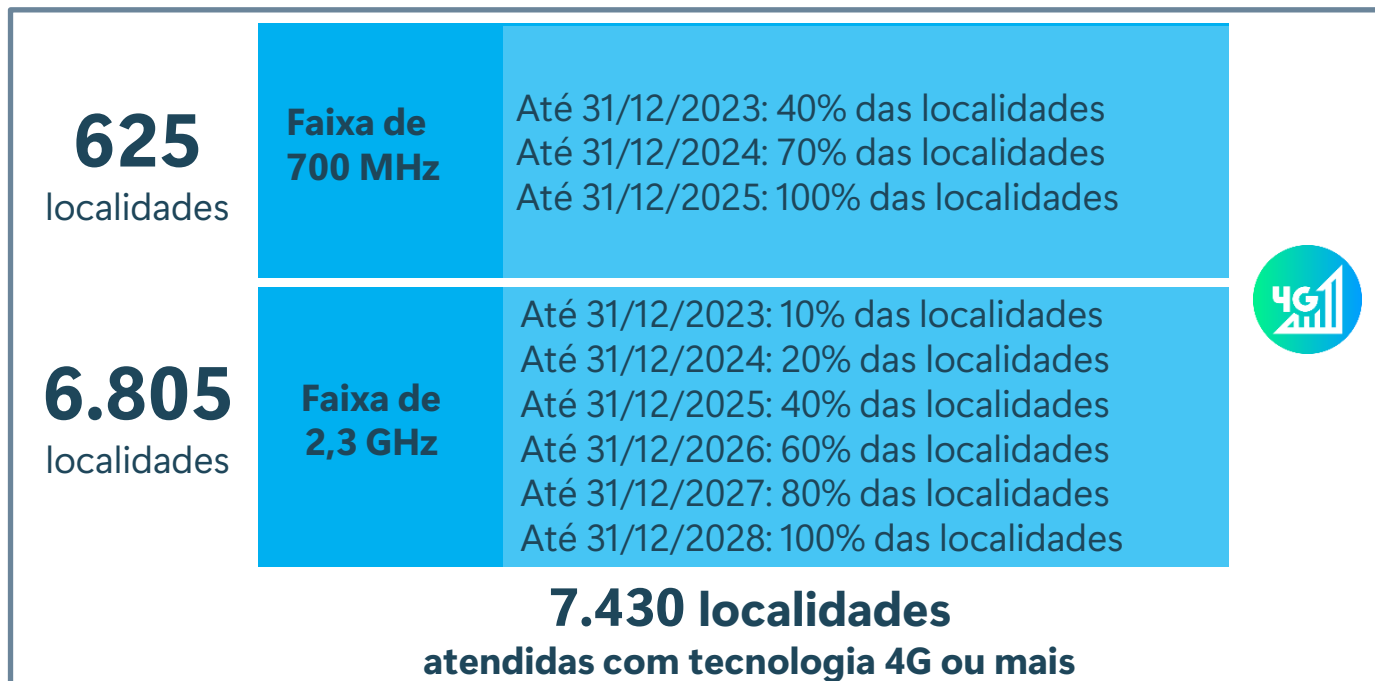 625
localidades
Faixa de
700 MHz
Até 31/12/2023: 40% das localidades
Até 31/12/2024: 70% das localidades
Até 31/12/2025: 100% das localidades
4G
6.805
localidades
Faixa de
2,3 GHz
Até 31/12/2023: 10% das localidades
Até 31/12/2024: 20% das localidades
Até 31/12/2025: 40% das localidades
Até 31/12/2026: 60% das localidades
Até 31/12/2027: 80% das localidades
Até 31/12/2028: 100% das localidades
7.430 localidades
atendidas com tecnologia 4G ou mais